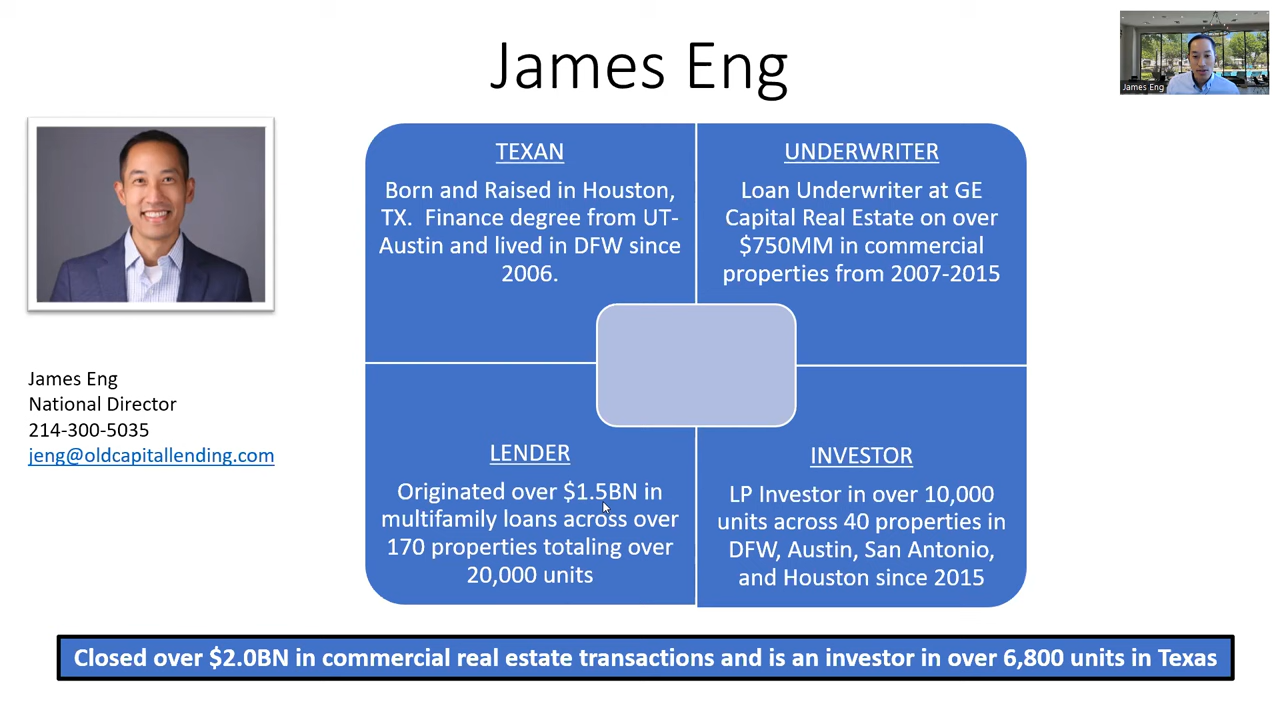 James Eng
James Eng
TEXAN
Born and Raised in Houston,
TX.  Finance degree from UT-
Austin and lived in DFW since
2006.
UNDERWRITER
Loan Underwriter at GE
Capital Real Estate on over
$750MM in commercial
properties from 2007-2015
James Eng
National Director
214-300-5035
jeng@oldcapitallending.com
LENDER
Originated over $1.5BN in
multifamily loans across over
170 properties totaling over
20,000 units
INVESTOR
LP Investor in over 10,000
units across 40 properties in
DFW, Austin, San Antonio,
and Houston since 2015
Closed over $2.0BN in commercial real estate transactions and is an investor in over 6,800 units in Texas